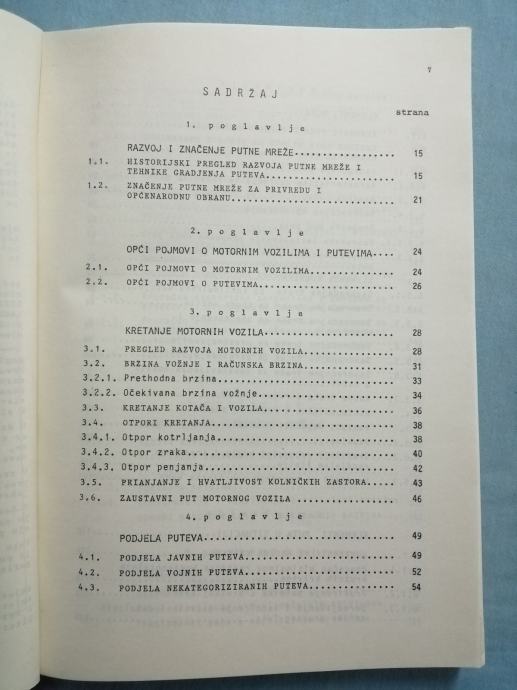 7
SADRŽAJ
strana
1. poglavlje
RAZVOJ I ZNAČENJE PUTNE MREŽE.................. 15
1.1. HISTORIJSKI PREGLED RAZVOJA PUTNE MREŽE I
TEHNIKE GRADJENJA PUTEVA....................... 15
1.2. ZNAČENJE PUTNE MREŽE ZA PRIVREDU I
OPĆENARODNU OBRANU............................. 21
2. poglavlje
OPĆI POJMOVI O MOTORNIM VOZILIMA I PUTEVIMA.... 24
2.1. OPĆI POJMOVI O MOTORNIM VOZILIMA............... 24
2.2. OPĆI POJMOVI O PUTEVIMA........................ 26
3. poglavlje
KRETANJE MOTORNIH VOZILA....................... 28
3.1. PREGLED RAZVOJA MOTORNIH VOZILA................ 28
3.2. BRZINA VOŽNJE I RAČUNSKA BRZINA................ 31
3.2.1. Prethodna brzina............................... 33
3.2.2. Očekivana brzina vožnje........................ 34
3.3. KRETANJE KOTAČA I VOZILA....................... 36
3.4. OTPORI KRETANJA................................ 38
3.4.1. Otpor kotrljanja............................... 38
3.4.2. Otpor zraka.................................... 40
3.4.3. Otpor penjanja................................. 42
3.5. PRIANJANJE I HVATLJIVOST KOLNIČKIH ZASTORA..... 43
3.6. ZAUSTAVNI PUT MOTORNOG VOZILA ................. 46
4. poglavlje
PODJELA PUTEVA................................. 49
4.1. PODJELA JAVNIH PUTEVA.......................... 49
4.2. PODJELA VOJNIH PUTEVA.......................... 52
4.3. PODJELA NEKATEGORIZIRANIH PUTEVA............... 54